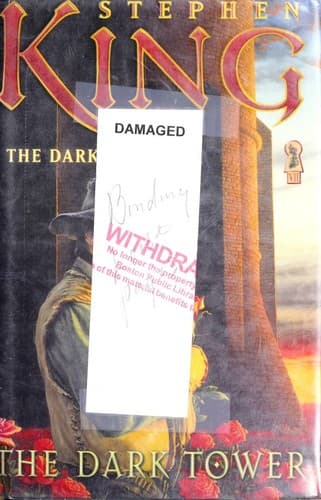 STEPHEN
KING
THE DARK
VII
DAMAGED
Binding
WITHDRA
No longer the property
Boston Public Libra
of this material benefits t
THE DARK TOWER